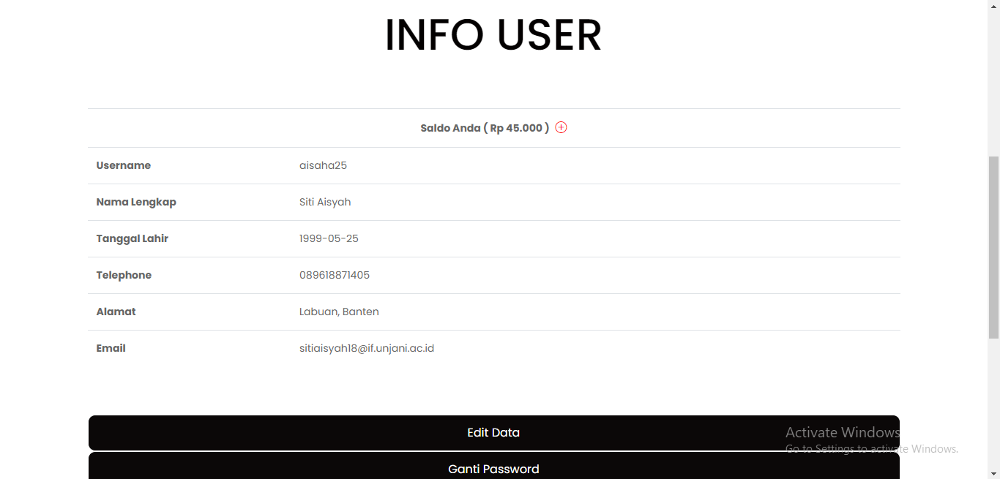 INFO USER
Saldo Anda ( Rp 45.000 )
Username aisaha25
Nama Lengkap Siti Aisyah
Tanggal Lahir 1999-05-25
Telephone 089618871405
Alamat Labuan, Banten
Email sitiaisyah18@if.unjani.ac.id
Edit Data
Activate Windows
Go to Settings to activate Windows.
Ganti Password